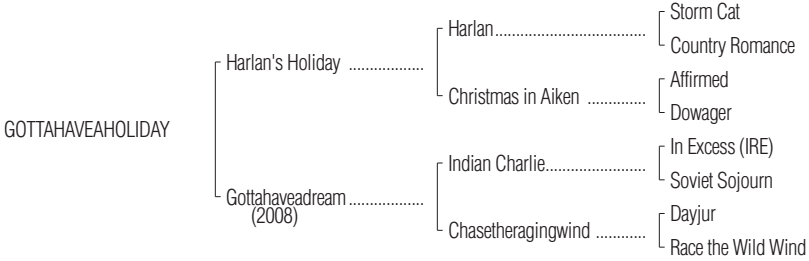 Storm Cat
Harlan....................................
Country Romance
Harlan's Holiday ..................
Affirmed
Christmas in Aiken ..............
Dowager
GOTTAHAVEAHOLIDAY
In Excess (IRE)
Indian Charlie........................
Soviet Sojourn
Gottahaveadream..................
(2008)
Dayjur
Chasetheragingwind ............
Race the Wild Wind